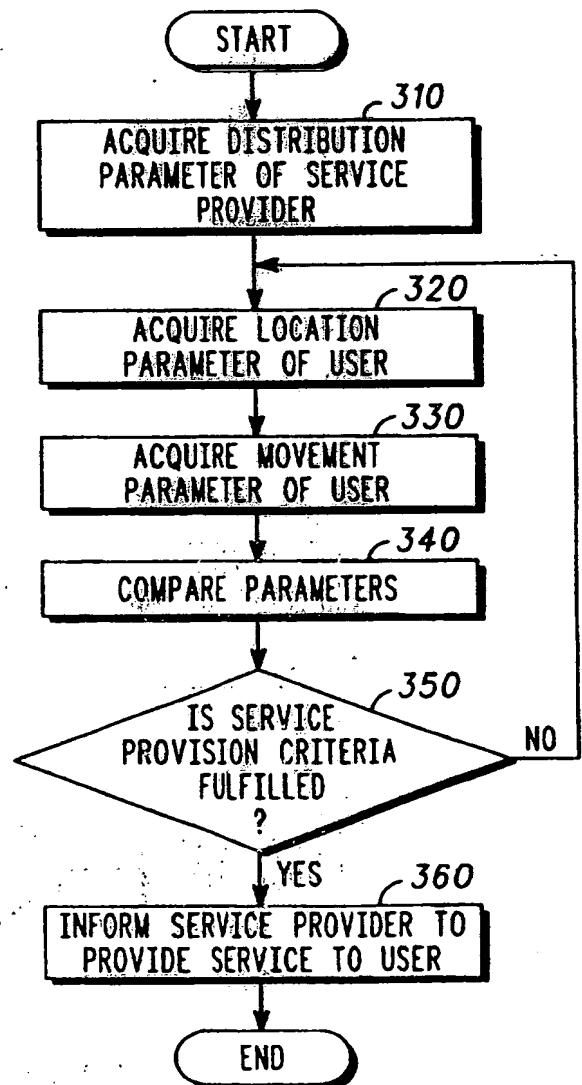 START
310
ACQUIRE DISTRIBUTION
PARAMETER OF SERVICE
PROVIDER
320
ACQUIRE LOCATION
PARAMETER OF USER
330
ACQUIRE MOVEMENT
PARAMETER OF USER
340
COMPARE PARAMETERS
350
IS SERVICE
PROVISION CRITERIA
FULFILLED
?
NO
YES
360
INFORM SERVICE PROVIDER TO
PROVIDE SERVICE TO USER
END